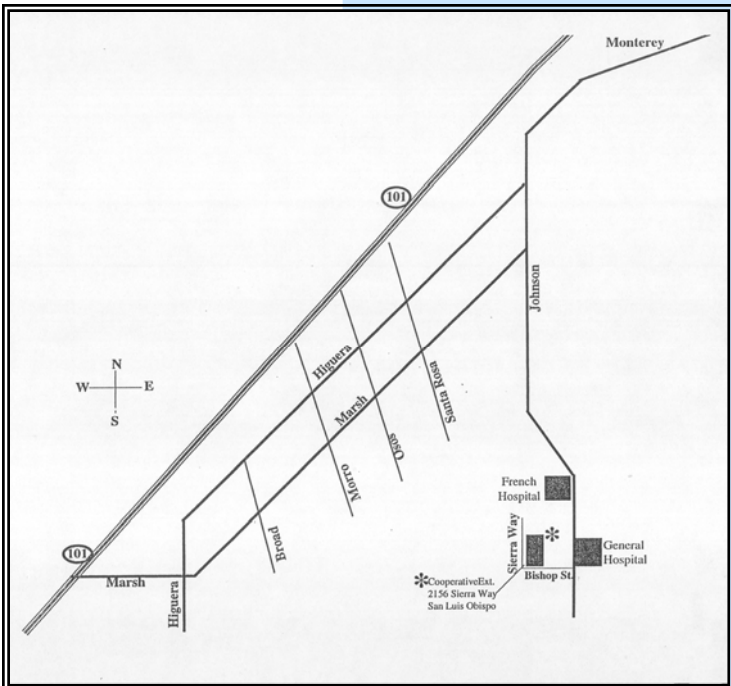 Monterey
101
Johnson
N
W E
S
Higuera
Marsh
Santa Rosa
Osos
Morro
Broad
French
Hospital
Sierra Way
*
General
Hospital
Bishop St.
101
Marsh
Higuera
*CooperativeExt.
2156 Sierra Way
San Luis Obispo